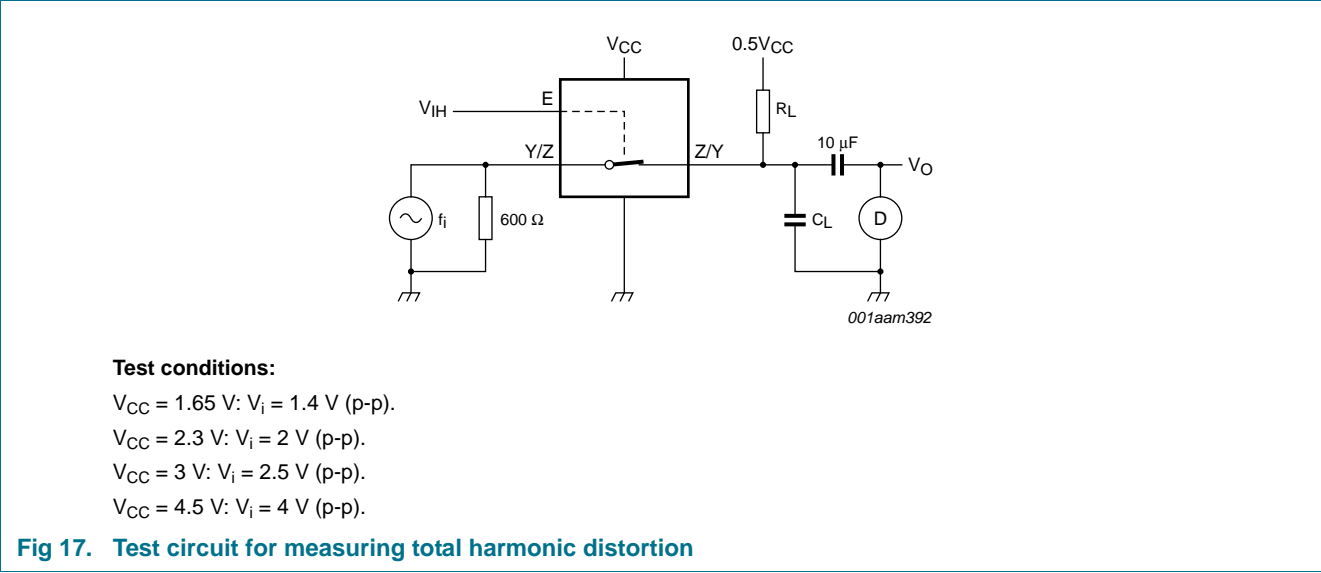 VCC
0.5VCC
VIH
E
RL
Y/Z
Z/Y
10 μF
VO
fi
600 Ω
CL
D
001aam392
Test conditions:
VCC = 1.65 V: Vi = 1.4 V (p-p).
VCC = 2.3 V: Vi = 2 V (p-p).
VCC = 3 V: Vi = 2.5 V (p-p).
VCC = 4.5 V: Vi = 4 V (p-p).
Fig 17. Test circuit for measuring total harmonic distortion